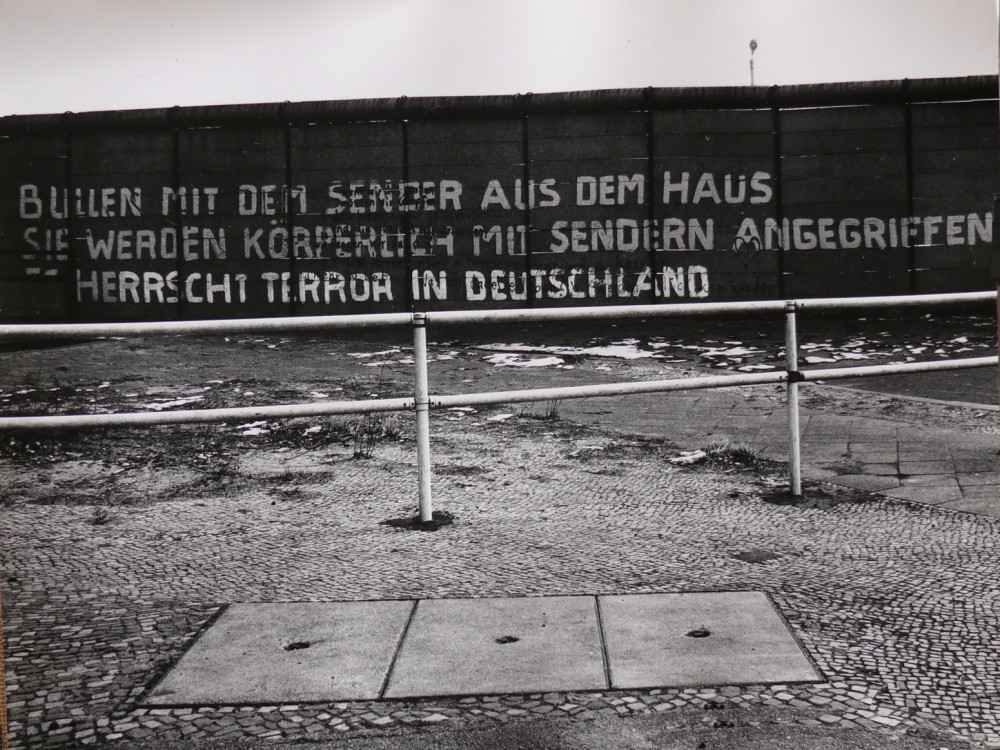 BULLEN MIT DEM SENDER AUS DEM HAUS
SIE WERDEN KÖRPERLICH MIT SENDERN ANGEGRIFFEN
HERRSCHT TERROR IN DEUTSCHLAND